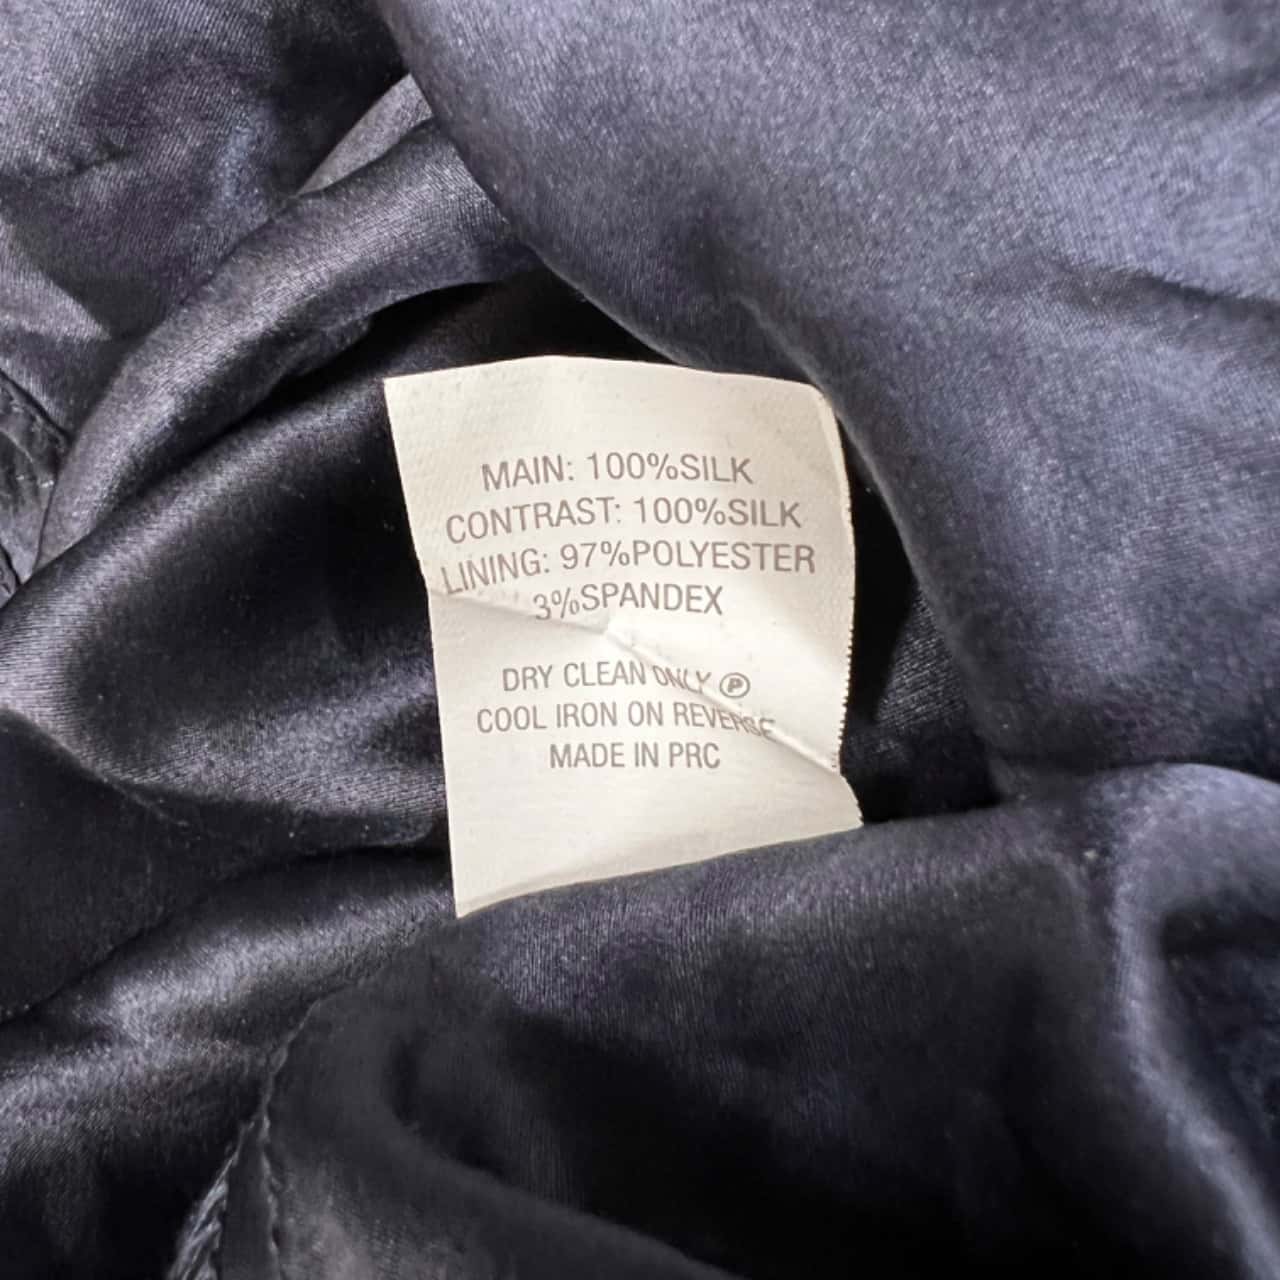 MAIN: 100%SILK
CONTRAST: 100%SILK
LINING: 97%POLYESTER
3%SPANDEX
DRY CLEAN ONLY Ⓟ
COOL IRON ON REVERSE
MADE IN PRC